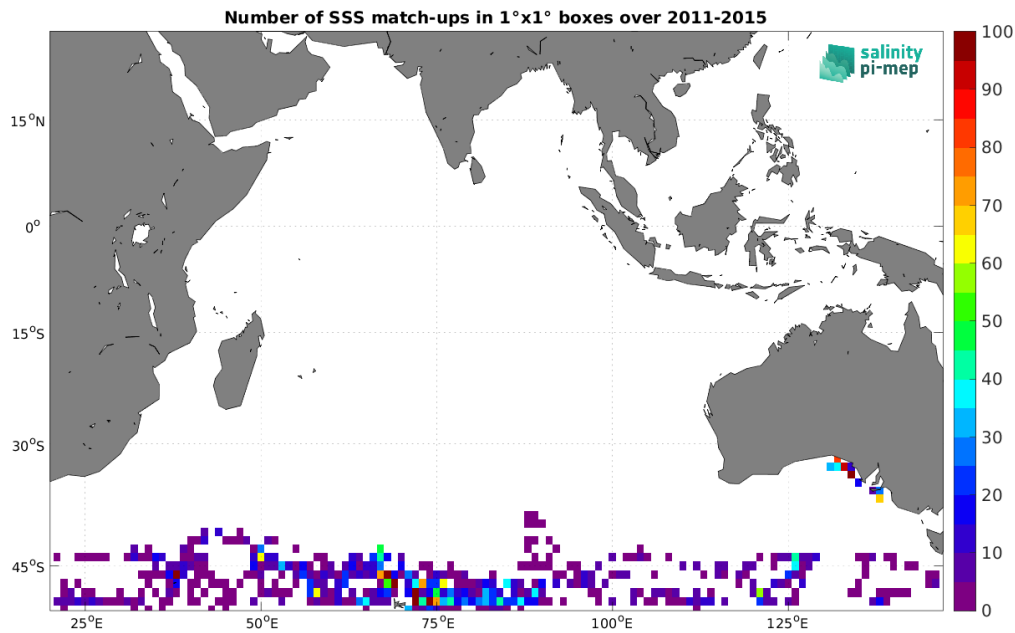 Number of SSS match-ups in 1°x1° boxes over 2011-2015
salinity
pi-mep
100
90
80
70
60
50
40
30
20
10
0
15°N
0°
15°S
30°S
45°S
25°E
50°E
75°E
100°E
125°E